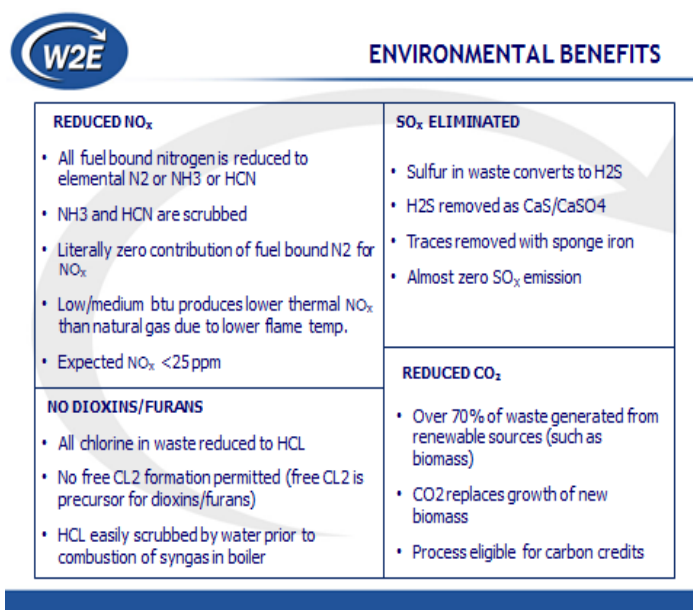 W2E
ENVIRONMENTAL BENEFITS
REDUCED NOₓ
• All fuel bound nitrogen is reduced to
elemental N2 or NH3 or HCN
• NH3 and HCN are scrubbed
• Literally zero contribution of fuel bound N2 for
NOₓ
• Low/medium btu produces lower thermal NOₓ
than natural gas due to lower flame temp.
• Expected NOₓ <25 ppm
SOₓ ELIMINATED
• Sulfur in waste converts to H2S
• H2S removed as CaS/CaSO4
• Traces removed with sponge iron
• Almost zero SOₓ emission
NO DIOXINS/FURANS
• All chlorine in waste reduced to HCL
• No free CL2 formation permitted (free CL2 is
precursor for dioxins/furans)
• HCL easily scrubbed by water prior to
combustion of syngas in boiler
REDUCED CO₂
• Over 70% of waste generated from
renewable sources (such as
biomass)
• CO2 replaces growth of new
biomass
• Process eligible for carbon credits